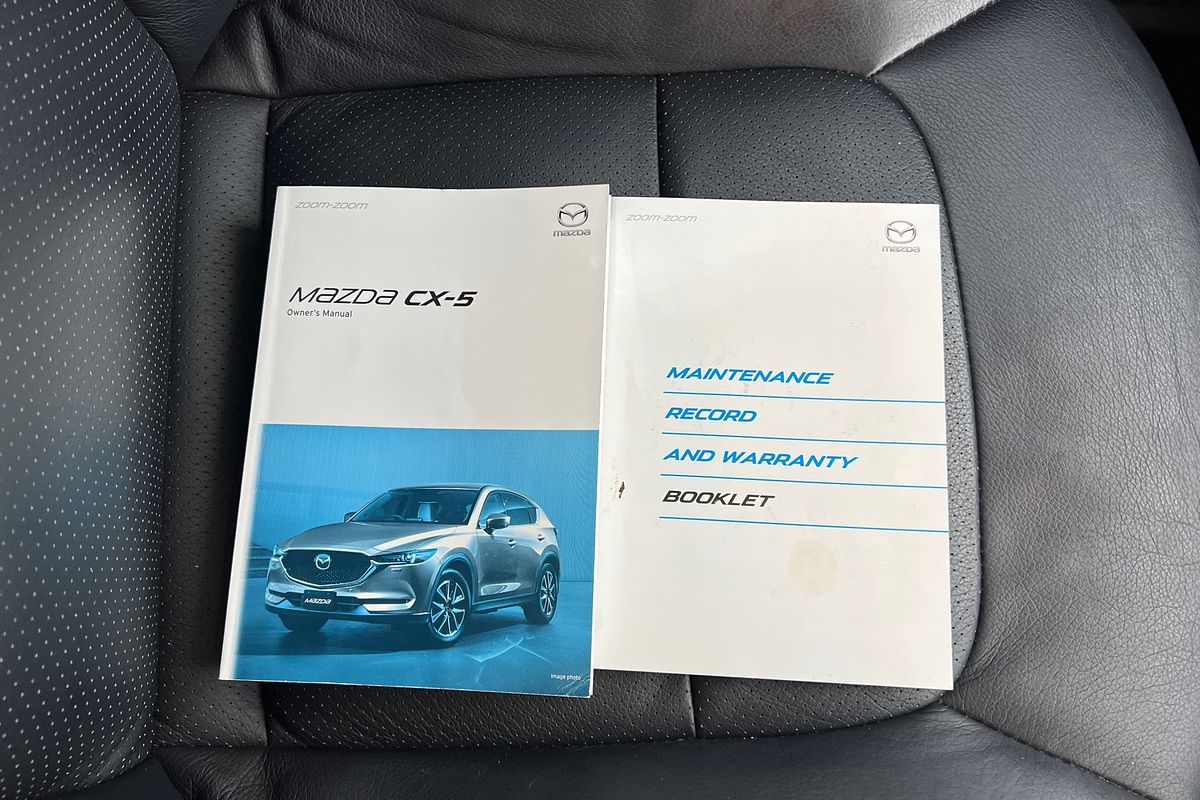 zoom-zoom
mazda
mazda CX-5
Owner's Manual
mazda
Image photo
zoom-zoom
mazda
MAINTENANCE
RECORD
AND WARRANTY
BOOKLET